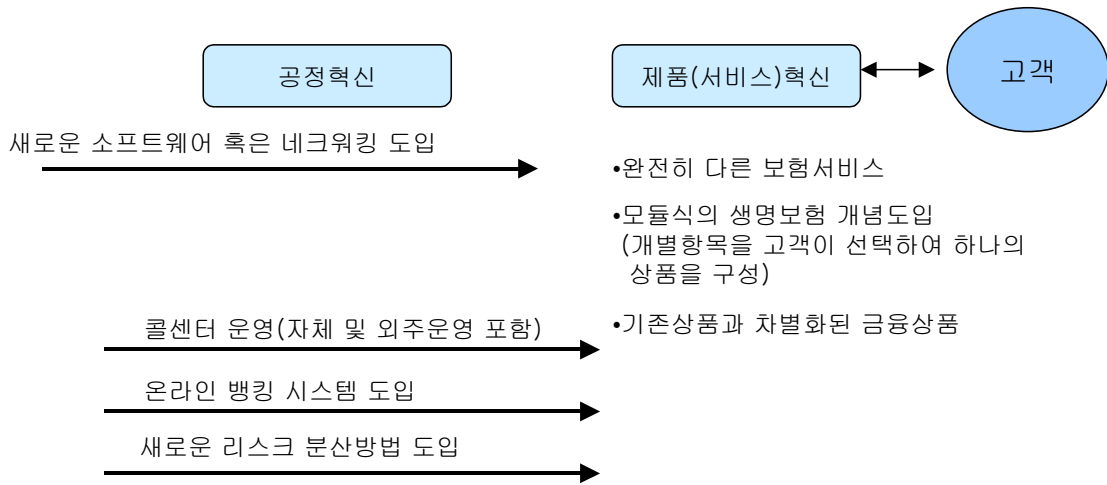 공정혁신
제품(서비스)혁신
고객
새로운 소프트웨어 혹은 네크워킹 도입
•완전히 다른 보험서비스
•모듈식의 생명보험 개념도입
(개별항목을 고객이 선택하여 하나의
상품을 구성)
•기존상품과 차별화된 금융상품
콜센터 운영(자체 및 외주운영 포함)
온라인 뱅킹 시스템 도입
새로운 리스크 분산방법 도입